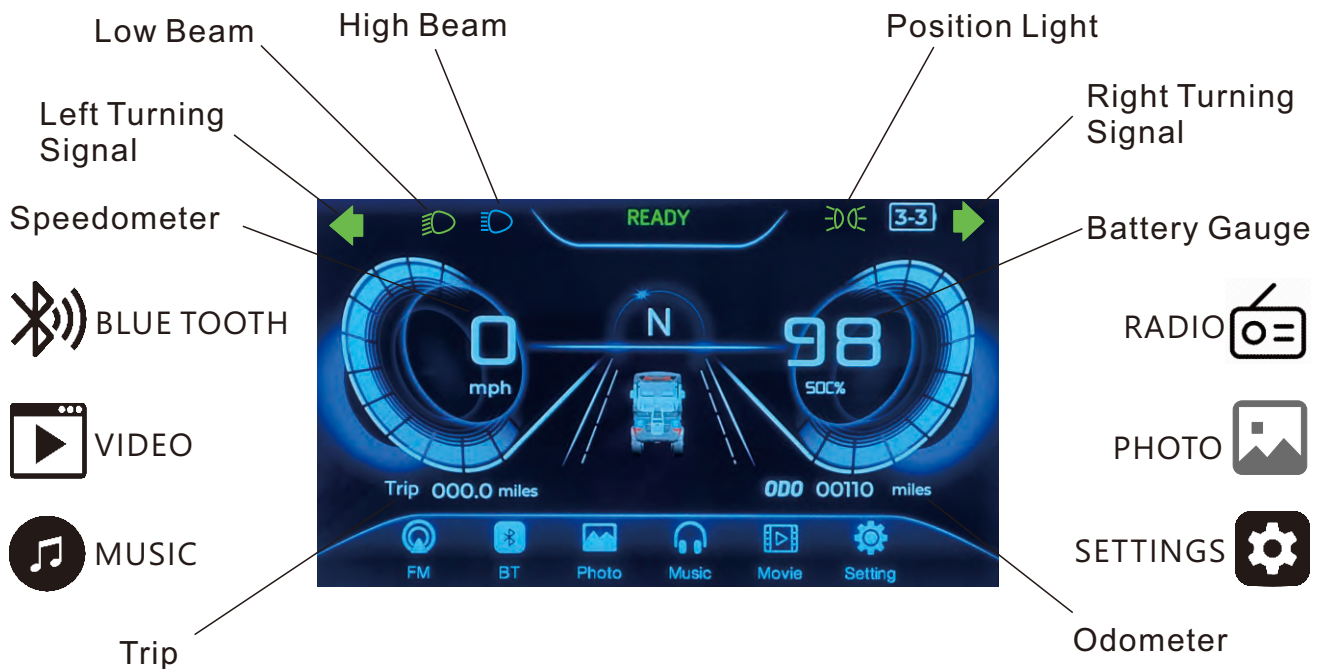 Low Beam
High Beam
Position Light
Left Turning
Signal
Right Turning
Signal
Speedometer
Battery Gauge
READY
3-3
BLUE TOOTH
RADIO
0
mph
N
98
SOC%
VIDEO
PHOTO
Trip 000.0 miles
ODO 00110 miles
MUSIC
SETTINGS
FM
BT
Photo
Music
Movie
Setting
Trip
Odometer